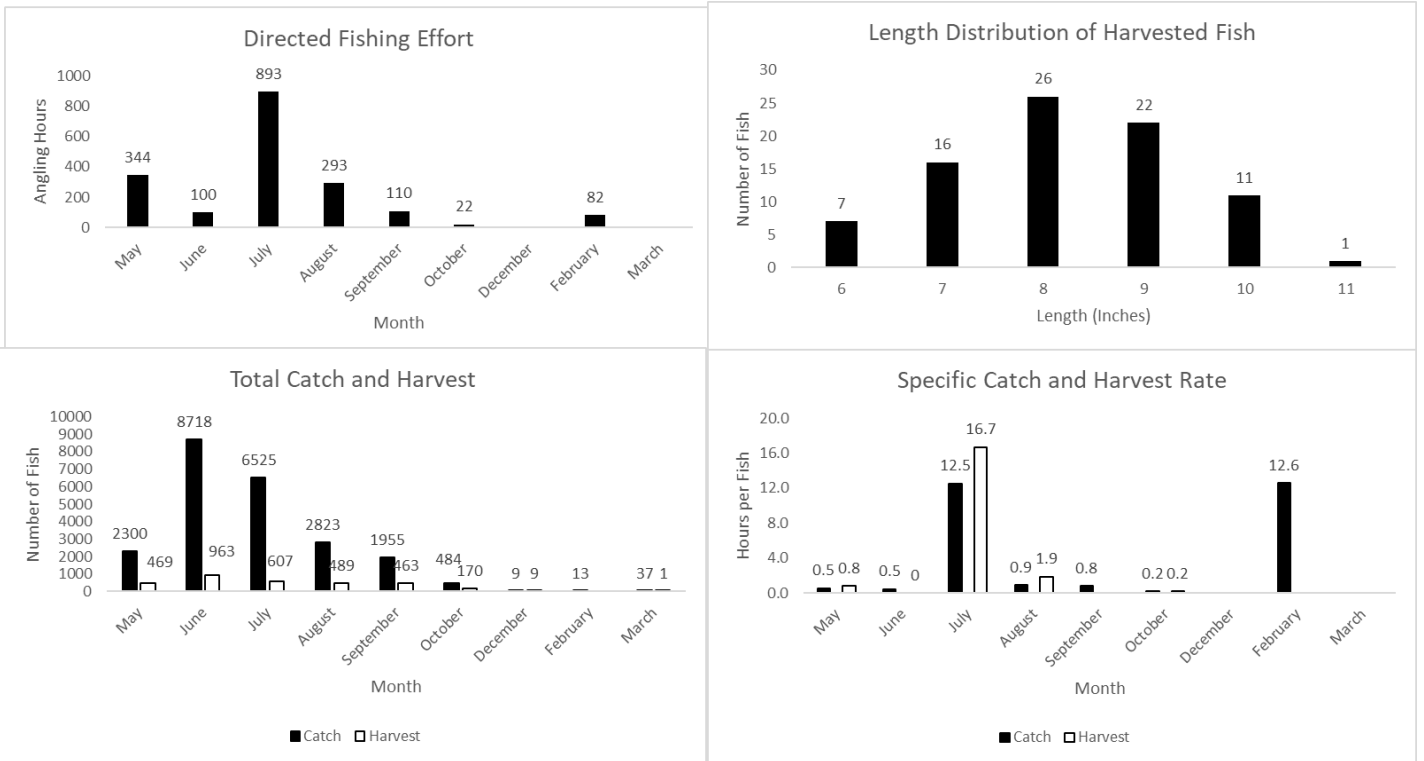 Directed Fishing Effort
Angling Hours
1000
800
600
400
200
0
344
100
893
293
110
22
82
May
June
July
August
September
October
December
February
March
Month
Length Distribution of Harvested Fish
Number of Fish
30
25
20
15
10
5
0
7
16
26
22
11
1
6 7 8 9 10 11
Length (Inches)
Total Catch and Harvest
Number of Fish
10000
9000
8000
7000
6000
5000
4000
3000
2000
1000
0
2300 469
8718 963
6525 607
2823 489
1955 463
484 170
9 9
13
37 1
May
June
July
August
September
October
December
February
March
Month
Catch Harvest
Specific Catch and Harvest Rate
Hours per Fish
20.0
16.0
12.0
8.0
4.0
0.0
0.5 0.8
0.5 0
12.5 16.7
0.9 1.9
0.8
0.2 0.2
12.6
May
June
July
August
September
October
December
February
March
Month
Catch Harvest